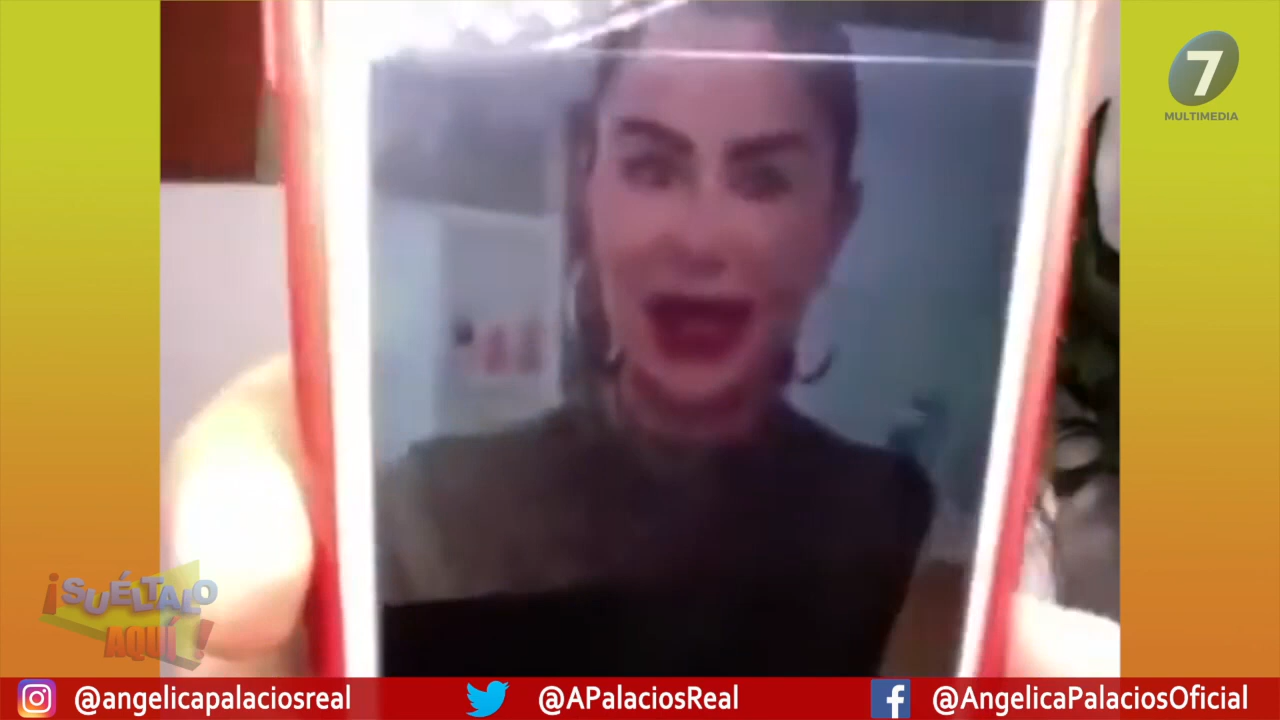 7
MULTIMEDIA
¡SUÉLTALO
AQUÍ!
@angelicapalaciosreal
@APalaciosReal
@AngelicaPalaciosOficial